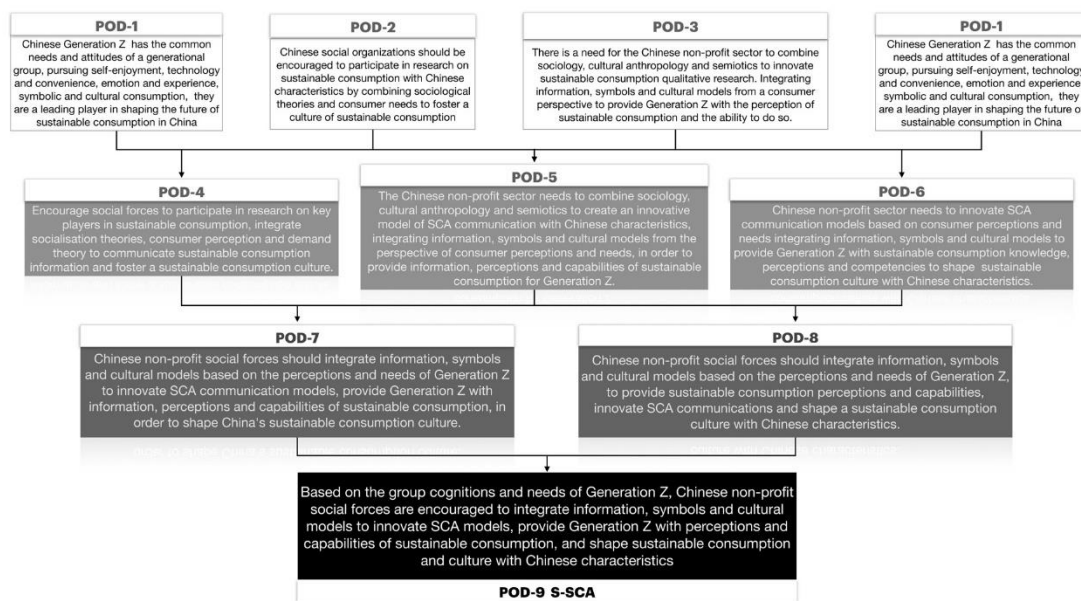 POD-1
Chinese Generation Z has the common
needs and attitudes of a generational
group, pursuing self-enjoyment, technology
and convenience, emotion and experience,
symbolic and cultural consumption, they
are a leading player in shaping the future of
sustainable consumption in China
POD-2
Chinese social organizations should be
encouraged to participate in research on
sustainable consumption with Chinese
characteristics by combining sociological
theories and consumer needs to foster a
culture of sustainable consumption
POD-3
There is a need for the Chinese non-profit sector to combine
sociology, cultural anthropology and semiotics to innovate
sustainable consumption qualitative research. Integrating
information, symbols and cultural models from a consumer
perspective to provide Generation Z with the perception of
sustainable consumption and the ability to do so.
POD-1
Chinese Generation Z has the common
needs and attitudes of a generational
group, pursuing self-enjoyment, technology
and convenience, emotion and experience,
symbolic and cultural consumption, they
are a leading player in shaping the future of
sustainable consumption in China
POD-4
Encourage social forces to participate in research on key
players in sustainable consumption, integrate
socialisation theories, consumer perception and demand
theory to communicate sustainable consumption
information and foster a sustainable consumption culture.
POD-5
The Chinese non-profit sector needs to combine sociology,
cultural anthropology and semiotics to create an innovative
model of SCA communication with Chinese characteristics,
integrating information, symbols and cultural models from the
perspective of consumer perceptions and needs, in order to
provide information, perceptions and capabilities of sustainable
consumption for Generation Z.
POD-6
Chinese non-profit sector needs to innovate SCA
communication models based on consumer perceptions and
needs integrating information, symbols and cultural models to
provide Generation Z with sustainable consumption knowledge,
perceptions and competencies to shape sustainable
consumption culture with Chinese characteristics.
POD-7
Chinese non-profit social forces should integrate information, symbols
and cultural models based on the perceptions and needs of Generation Z
to innovate SCA communication models, provide Generation Z with
information, perceptions and capabilities of sustainable consumption, in
order to shape China's sustainable consumption culture.
POD-8
Chinese non-profit social forces should integrate information, symbols
and cultural models based on the perceptions and needs of Generation Z,
to provide sustainable consumption perceptions and capabilities,
innovate SCA communications and shape a sustainable consumption
culture with Chinese characteristics.
Based on the group cognitions and needs of Generation Z, Chinese non-profit
social forces are encouraged to integrate information, symbols and cultural
models to innovate SCA models, provide Generation Z with perceptions and
capabilities of sustainable consumption, and shape sustainable consumption
and culture with Chinese characteristics
POD-9 S-SCA